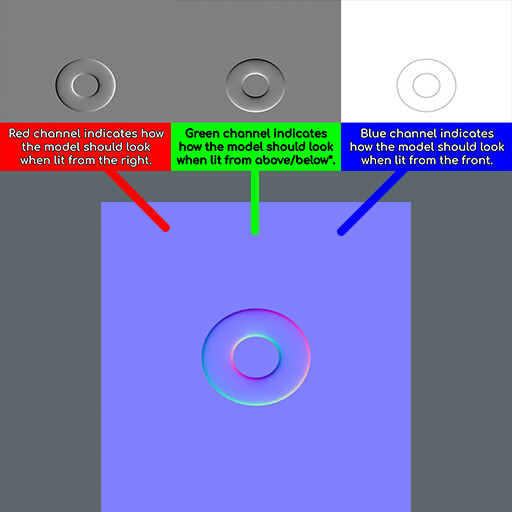 Red channel indicates how
the model should look
when lit from the right.
Green channel indicates
how the model should look
when lit from above/below*.
Blue channel indicates
how the model should look
when lit from the front.